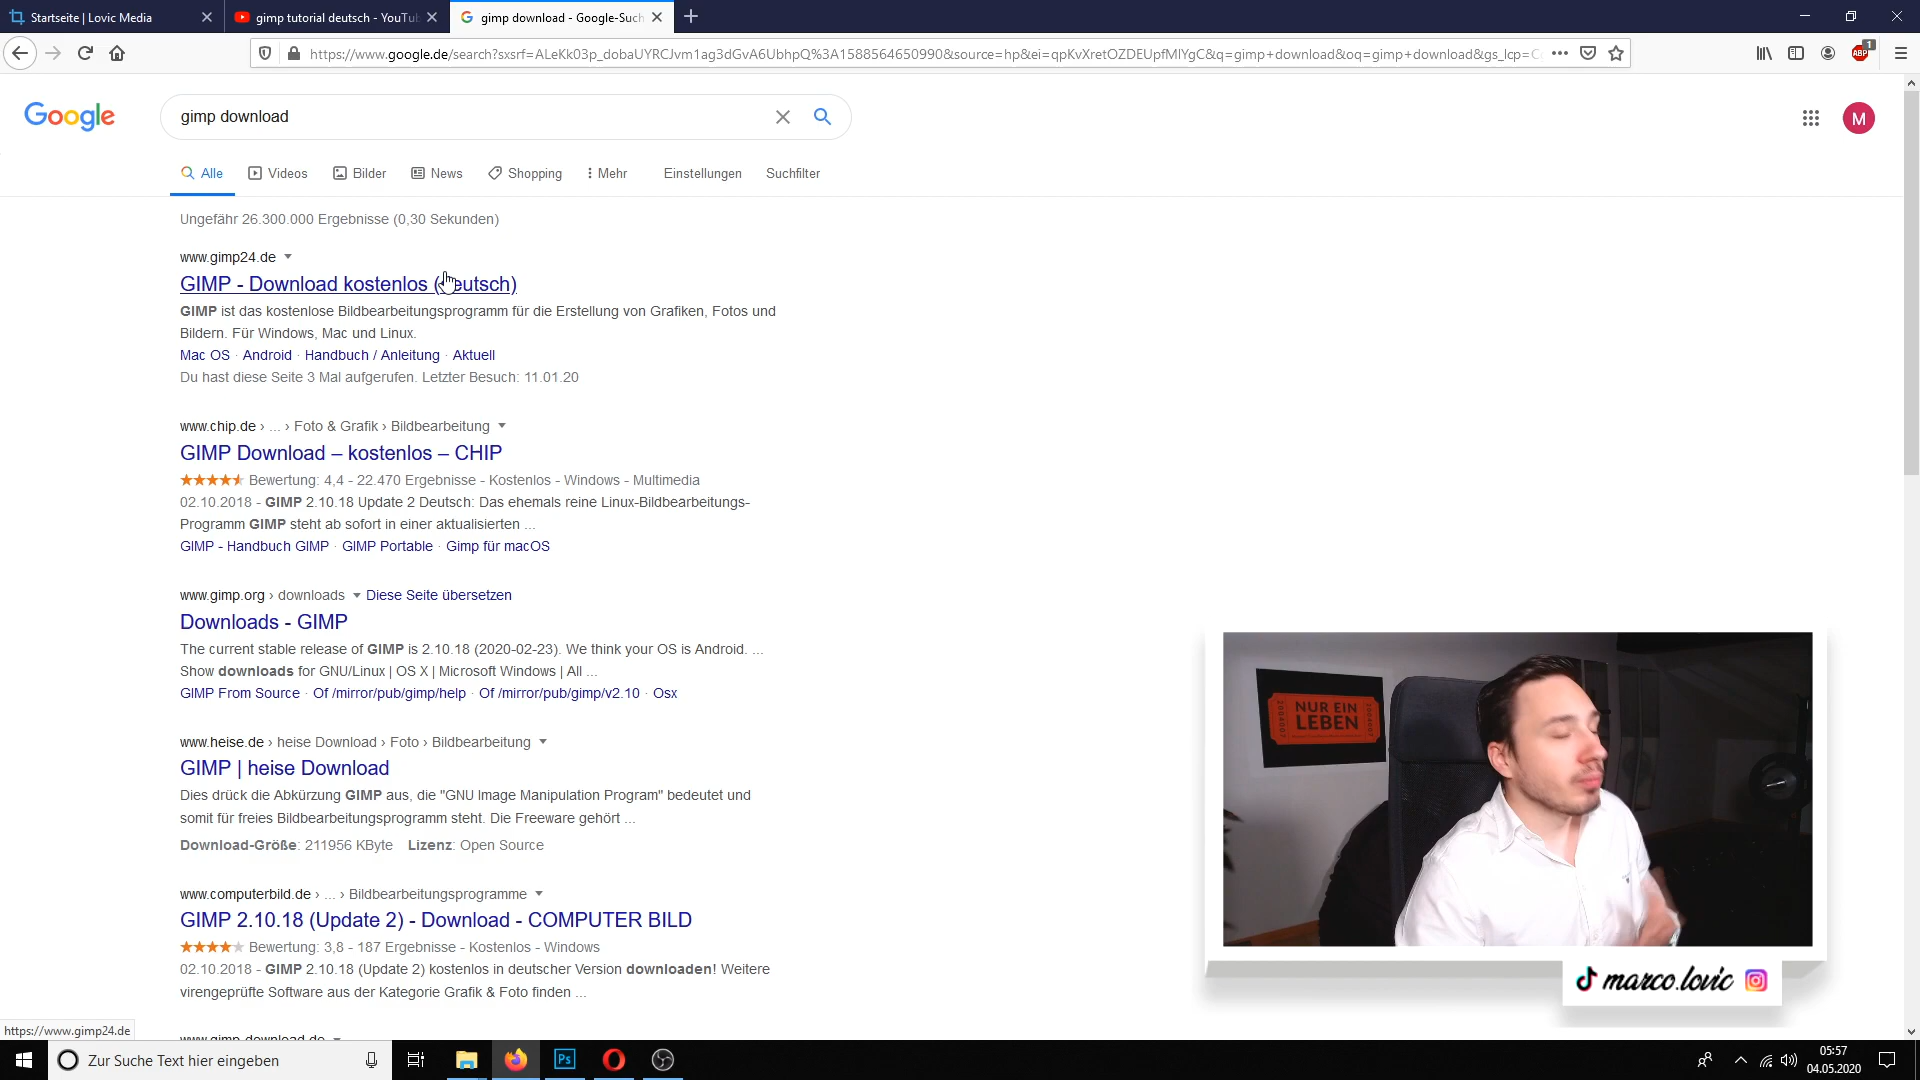 Startseite | Lovic Media
gimp tutorial deutsch - YouTu
gimp download - Google-Such
https://www.google.de/search?sxsrf=ALeKk03p_dobaUYRCJvm1ag3dGvA6UbhpQ%3A1588564650990&source=hp&ei=qpKvXretOZDEUpfMlYgC&q=gimp+download&oq=gimp+download&gs_lcp=C
ABP
1
Google
gimp download
M
Alle
Videos
Bilder
News
Shopping
Mehr
Einstellungen
Suchfilter
Ungefähr 26.300.000 Ergebnisse (0,30 Sekunden)
www.gimp24.de
GIMP - Download kostenlos (Deutsch)
GIMP ist das kostenlose Bildbearbeitungsprogramm für die Erstellung von Grafiken, Fotos und
Bildern. Für Windows, Mac und Linux.
Mac OS · Android · Handbuch / Anleitung · Aktuell
Du hast diese Seite 3 Mal aufgerufen. Letzter Besuch: 11.01.20
www.chip.de › ... › Foto & Grafik › Bildbearbeitung
GIMP Download – kostenlos – CHIP
Bewertung: 4,4 - 22.470 Ergebnisse - Kostenlos - Windows - Multimedia
02.10.2018 - GIMP 2.10.18 Update 2 Deutsch: Das ehemals reine Linux-Bildbearbeitungs-
Programm GIMP steht ab sofort in einer aktualisierten ...
GIMP - Handbuch GIMP · GIMP Portable · Gimp für macOS
www.gimp.org › downloads Diese Seite übersetzen
Downloads - GIMP
The current stable release of GIMP is 2.10.18 (2020-02-23). We think your OS is Android. ...
Show downloads for GNU/Linux | OS X | Microsoft Windows | All ...
GIMP From Source · Of /mirror/pub/gimp/help · Of /mirror/pub/gimp/v2.10 · Osx
www.heise.de › heise Download › Foto › Bildbearbeitung
GIMP | heise Download
Dies drück die Abkürzung GIMP aus, die "GNU Image Manipulation Program" bedeutet und
somit für freies Bildbearbeitungsprogramm steht. Die Freeware gehört ...
Download-Größe: 211956 KByte Lizenz: Open Source
www.computerbild.de › ... › Bildbearbeitungsprogramme
GIMP 2.10.18 (Update 2) - Download - COMPUTER BILD
Bewertung: 3,8 - 187 Ergebnisse - Kostenlos - Windows
02.10.2018 - GIMP 2.10.18 (Update 2) kostenlos in deutscher Version downloaden! Weitere
virengeprüfte Software aus der Kategorie Grafik & Foto finden ...
www.gimp-download.de
https://www.gimp24.de
NUR EIN
LEBEN
marco.lovic
Zur Suche Text hier eingeben
Ps
05:57
04.05.2020